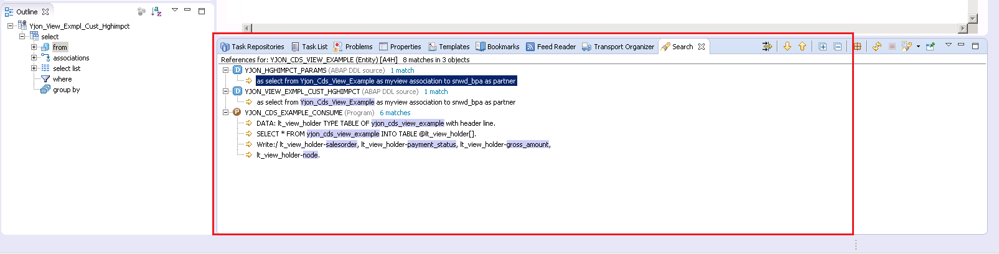 Outline
Yjon_View_Exmpl_Cust_Hghimpct
select
from
associations
select list
where
group by
Task Repositories Task List Problems Properties Templates Bookmarks Feed Reader Transport Organizer Search
References for: YJON_CDS_VIEW_EXAMPLE (Entity) [A4H] 8 matches in 3 objects
YJON_HGHIMPCT_PARAMS (ABAP DDL source) 1 match
as select from Yjon_Cds_View_Example as myview association to snwd_bpa as partner
YJON_VIEW_EXMPL_CUST_HGHIMPCT (ABAP DDL source) 1 match
as select from Yjon_Cds_View_Example as myview association to snwd_bpa as partner
YJON_CDS_EXAMPLE_CONSUME (Program) 6 matches
DATA: lt_view_holder TYPE TABLE OF yjon_cds_view_example with header line.
SELECT * FROM yjon_cds_view_example INTO TABLE @lt_view_holder[].
Write:/ lt_view_holder-salesorder, lt_view_holder-payment_status, lt_view_holder-gross_amount,
lt_view_holder-node.